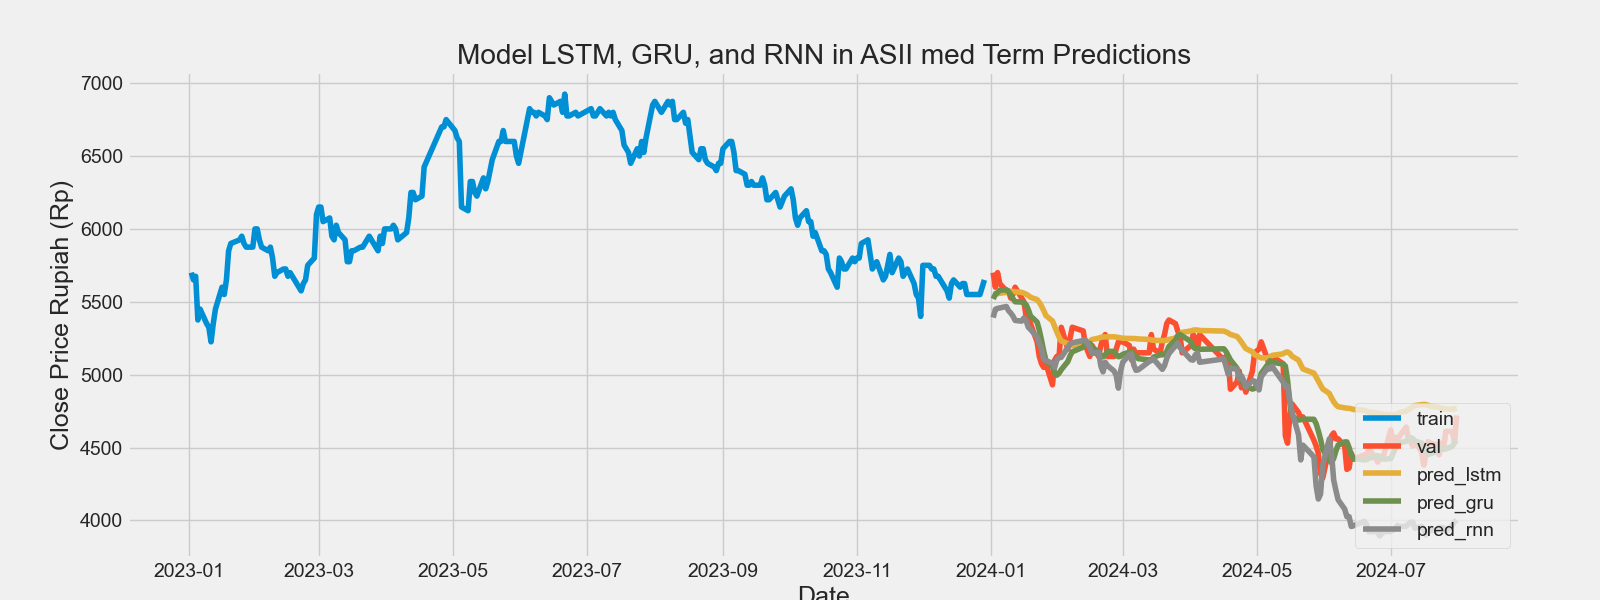 Model LSTM, GRU, and RNN in ASII med Term Predictions
Close Price Rupiah (Rp)
7000
6500
6000
5500
5000
4500
4000
train
val
pred_lstm
pred_gru
pred_rnn
2023-01 2023-03 2023-05 2023-07 2023-09 2023-11 2024-01 2024-03 2024-05 2024-07
Date